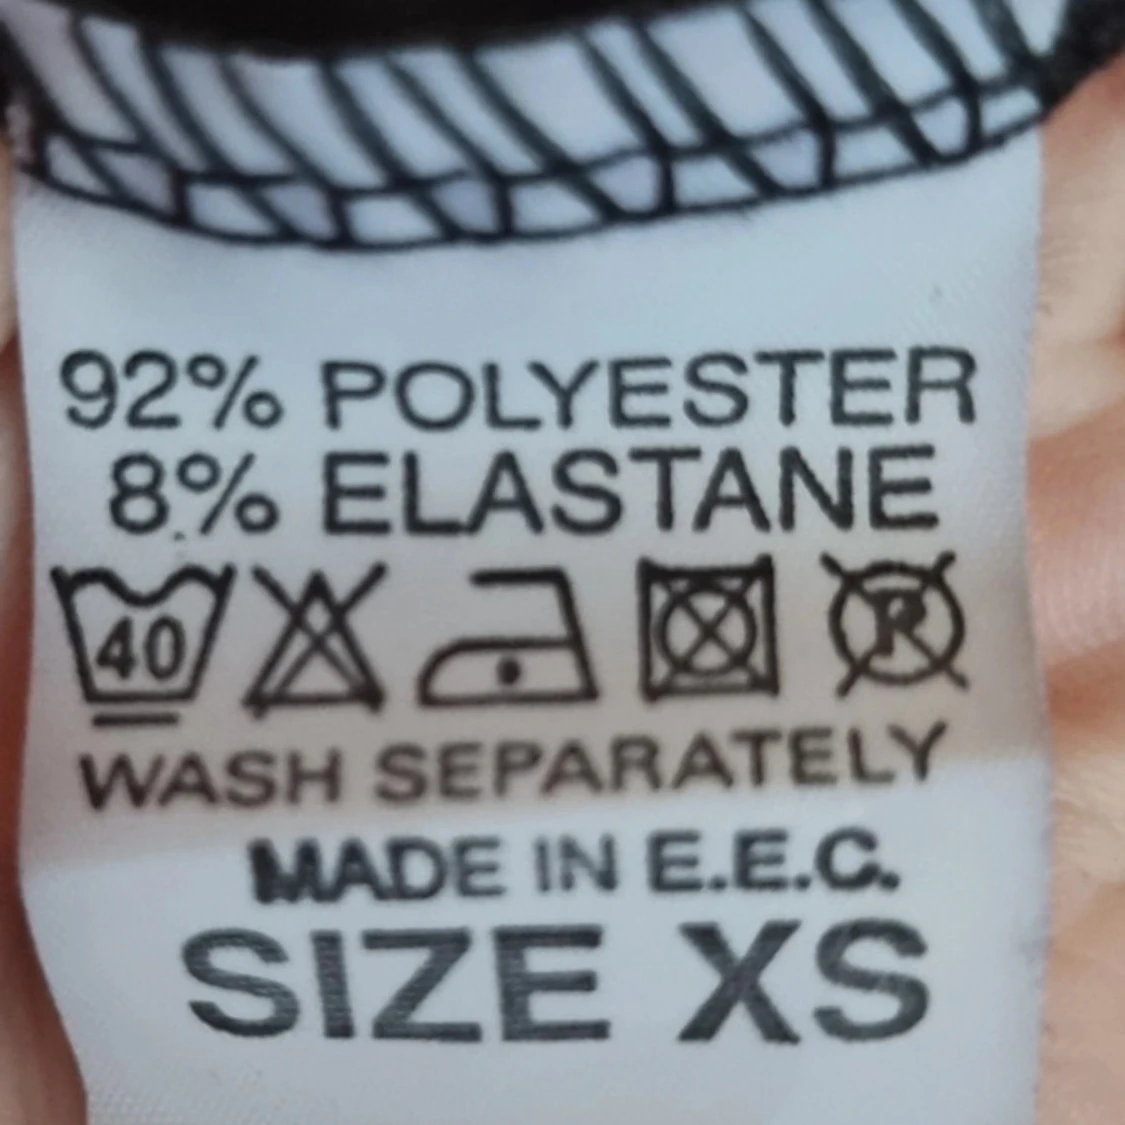 92% POLYESTER
8% ELASTANE
40 R
WASH SEPARATELY
MADE IN E.E.C.
SIZE XS